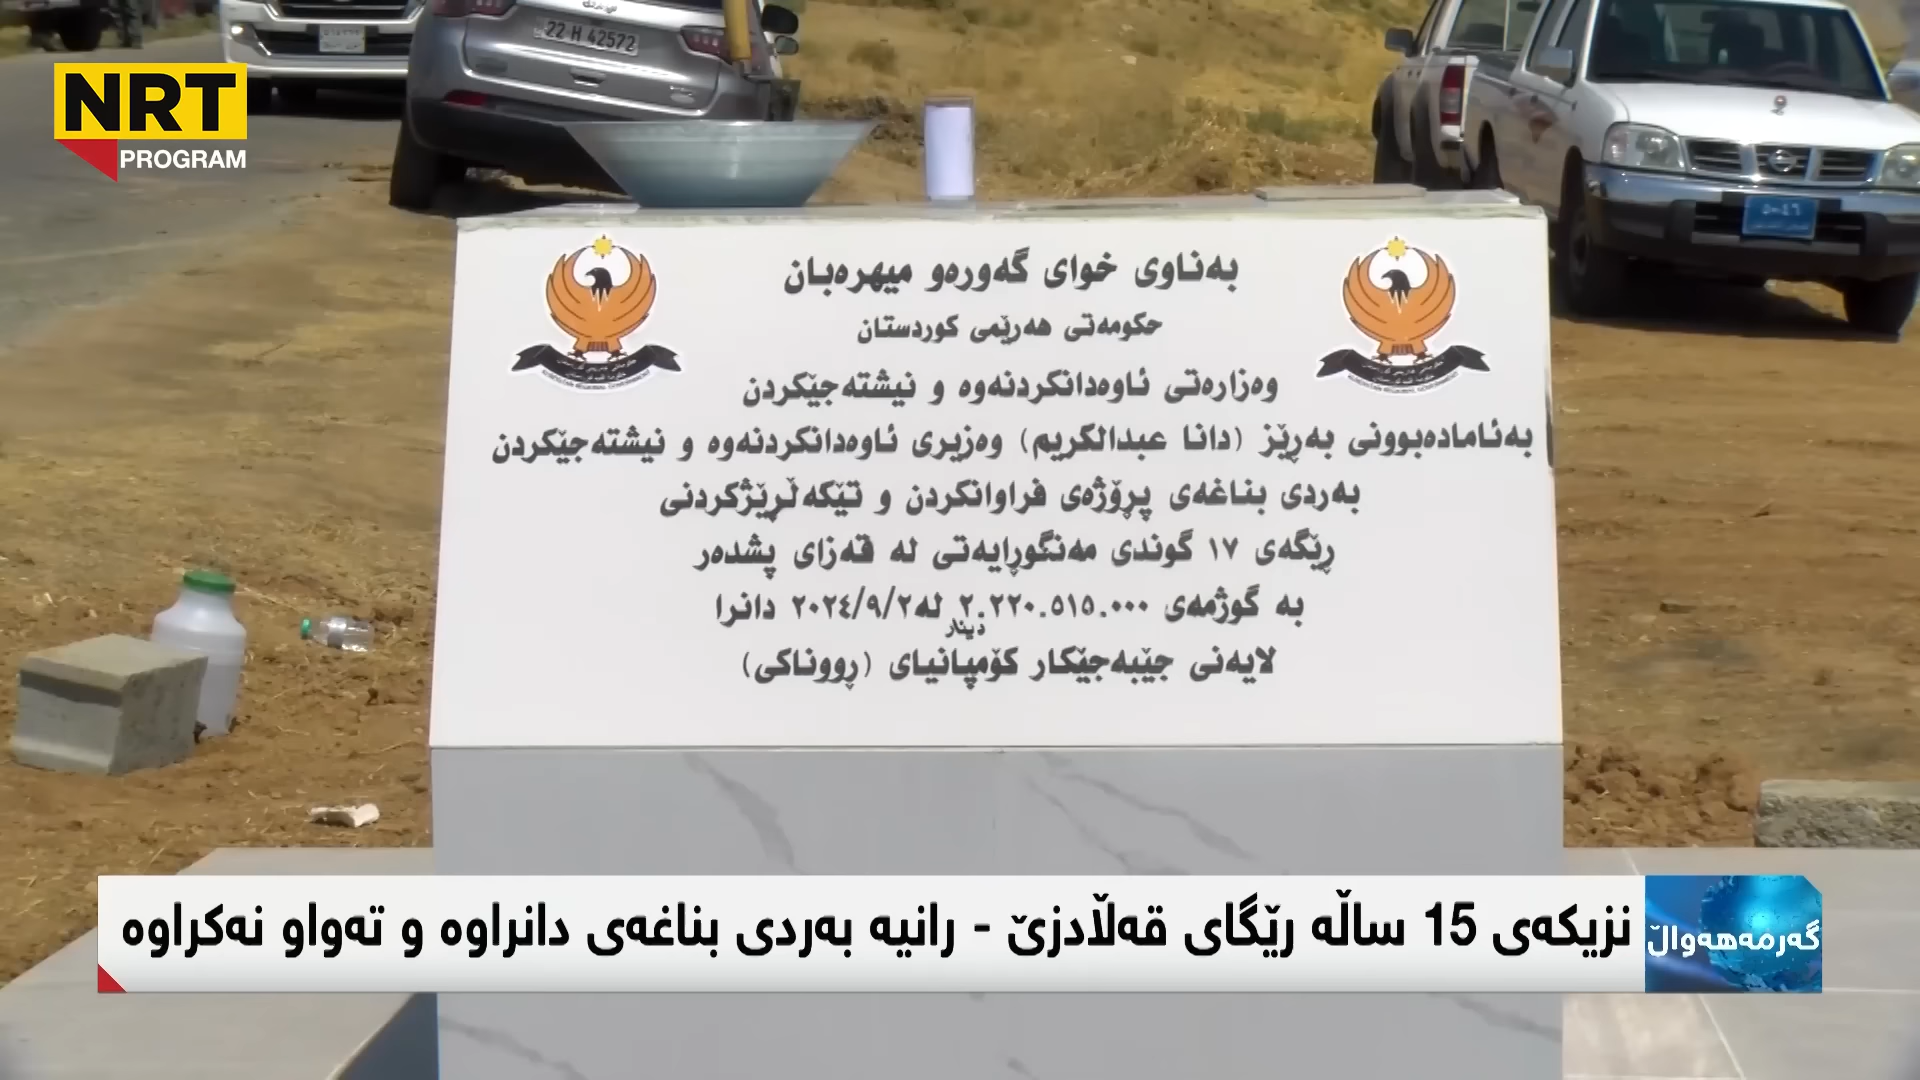 NRT
PROGRAM
22 H 42572
بەناوی خوای گەورەو میهرەبان
حکومەتی هەرێمی کوردستان
وەزارەتی ئاوەدانکردنەوە و نیشتەجێکردن
بەئامادەبوونی بەڕێز (دانا عبدالکریم) وەزیری ئاوەدانکردنەوە و نیشتەجێکردن
بەردی بناغەی پڕۆژەی فراوانکردن و تێکەڵڕێژکردنی
ڕێگەی ١٧ گوندی مەنگوڕایەتی لە قەزای پشدەر
بە گوژمەی ٢.٢٢٠.٥١٥.٠٠٠ لە٢٠٢٤/٩/٢ دانرا
دینار
لایەنی جێبەجێکار کۆمپانیای (ڕووناکی)
نزیکەی 15 ساڵە رێگای قەڵادزێ - رانیە بەردی بناغەی دانراوە و تەواو نەکراوە
گەرمەهەواڵ